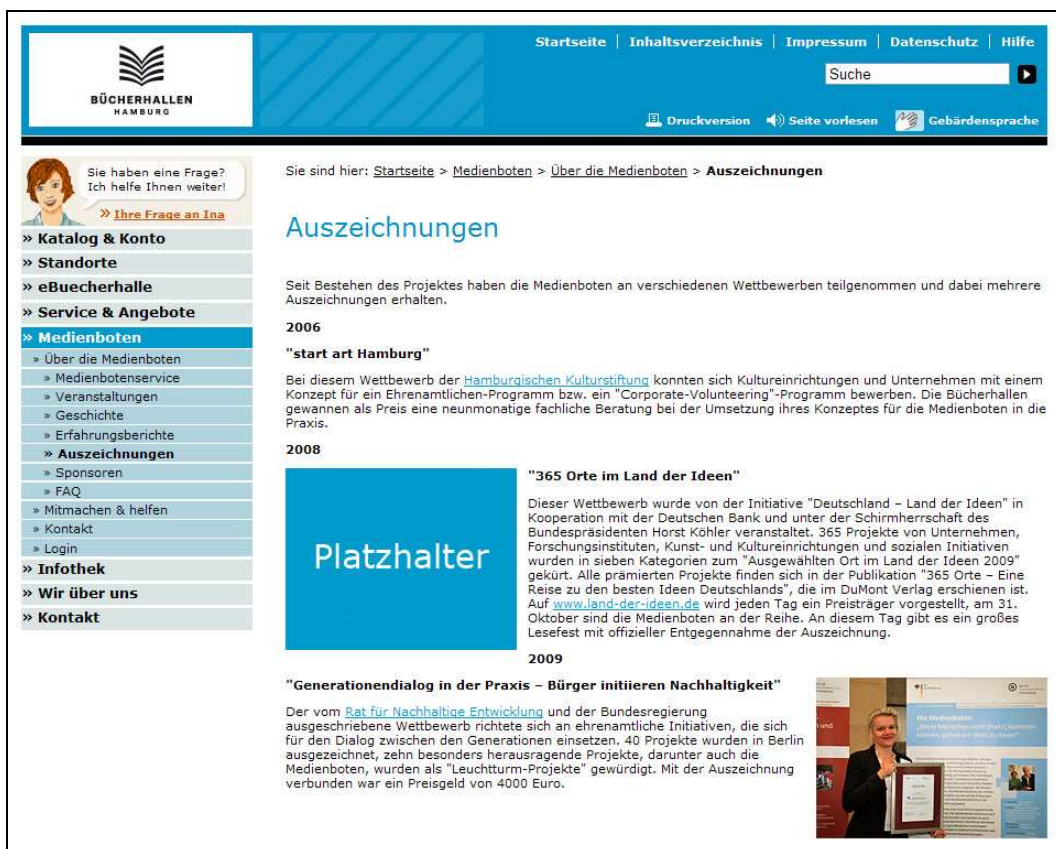 BÜCHERHALLEN
HAMBURG
Startseite | Inhaltsverzeichnis | Impressum | Datenschutz | Hilfe
Suche
Druckversion Seite vorlesen Gebärdensprache
Sie haben eine Frage?
Ich helfe Ihnen weiter!
» Ihre Frage an Ina
» Katalog & Konto
» Standorte
» eBuecherhalle
» Service & Angebote
» Medienboten
» Über die Medienboten
» Medienbotenservice
» Veranstaltungen
» Geschichte
» Erfahrungsberichte
» Auszeichnungen
» Sponsoren
» FAQ
» Mitmachen & helfen
» Kontakt
» Login
» Infothek
» Wir über uns
» Kontakt
Sie sind hier: Startseite > Medienboten > Über die Medienboten > Auszeichnungen
Auszeichnungen
Seit Bestehen des Projektes haben die Medienboten an verschiedenen Wettbewerben teilgenommen und dabei mehrere
Auszeichnungen erhalten.
2006
"start art Hamburg"
Bei diesem Wettbewerb der Hamburgischen Kulturstiftung konnten sich Kultureinrichtungen und Unternehmen mit einem
Konzept für ein Ehrenamtlichen-Programm bzw. ein "Corporate-Volunteering"-Programm bewerben. Die Bücherhallen
gewannen als Preis eine neunmonatige fachliche Beratung bei der Umsetzung ihres Konzeptes für die Medienboten in die
Praxis.
2008
Platzhalter
"365 Orte im Land der Ideen"
Dieser Wettbewerb wurde von der Initiative "Deutschland – Land der Ideen" in
Kooperation mit der Deutschen Bank und unter der Schirmherrschaft des
Bundespräsidenten Horst Köhler veranstaltet. 365 Projekte von Unternehmen,
Forschungsinstituten, Kunst- und Kultureinrichtungen und sozialen Initiativen
wurden in sieben Kategorien zum "Ausgewählten Ort im Land der Ideen 2009"
gekürt. Alle prämierten Projekte finden sich in der Publikation "365 Orte – Eine
Reise zu den besten Ideen Deutschlands", die im DuMont Verlag erschienen ist.
Auf www.land-der-ideen.de wird jeden Tag ein Preisträger vorgestellt, am 31.
Oktober sind die Medienboten an der Reihe. An diesem Tag gibt es ein großes
Lesefest mit offizieller Entgegennahme der Auszeichnung.
2009
"Generationendialog in der Praxis – Bürger initiieren Nachhaltigkeit"
Der vom Rat für Nachhaltige Entwicklung und der Bundesregierung
ausgeschriebene Wettbewerb richtete sich an ehrenamtliche Initiativen, die sich
für den Dialog zwischen den Generationen einsetzen. 40 Projekte wurden in Berlin
ausgezeichnet, zehn besonders herausragende Projekte, darunter auch die
Medienboten, wurden als "Leuchtturm-Projekte" gewürdigt. Mit der Auszeichnung
verbunden war ein Preisgeld von 4000 Euro.
Die Medienboten